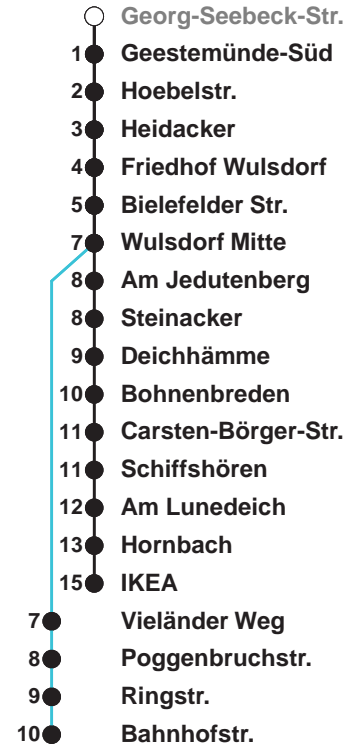 Georg-Seebeck-Str.
1 Geestemünde-Süd
2 Hoebelstr.
3 Heidacker
4 Friedhof Wulsdorf
5 Bielefelder Str.
7 Wulsdorf Mitte
8 Am Jedutenberg
8 Steinacker
9 Deichhämme
10 Bohnenbreden
11 Carsten-Börger-Str.
11 Schiffshören
12 Am Lunedeich
13 Hornbach
15 IKEA
7 Vieländer Weg
8 Poggenbruchstr.
9 Ringstr.
10 Bahnhofstr.